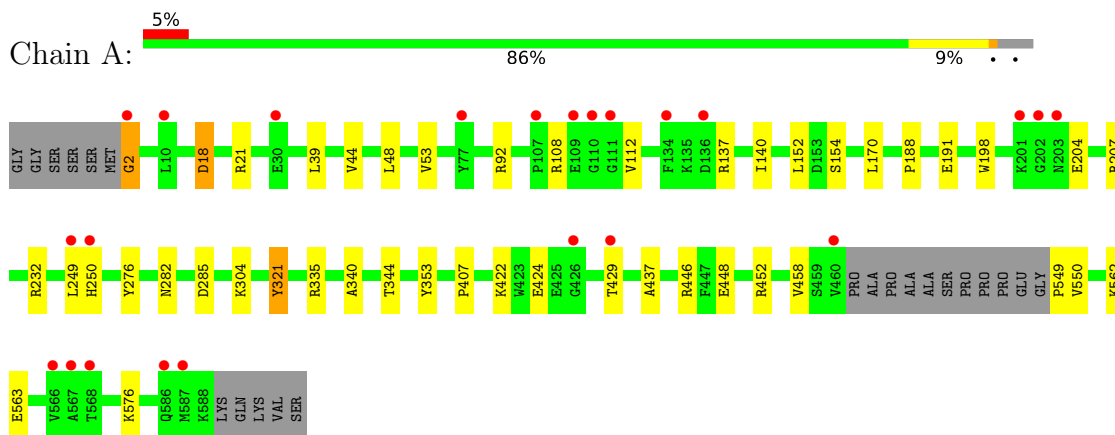 5%
Chain A:
86% 9% • •
GLY GLY SER SER SER MET G2 L10 D18 R21 E30 L39 V44 L48 V53 Y77 R92 P107 R108 E109 G110 G111 V112 F134 K135 D136 R137 I140 L152 D153 S154 L170 P188 E191 W198 K201 G202 N203 E204
R232 L249 H250 Y276 N282 D285 K304 Y321 R335 A340 T344 Y353 P407 K422 W423 E424 E425 G426 T429 A437 R446 F447 E448 R452 V458 S459 V460 PRO ALA PRO ALA ALA SER PRO PRO PRO GLU GLY P549 V550 K562
E563 V566 A567 T568 K576 Q586 M587 K588 LYS GLN LYS VAL SER